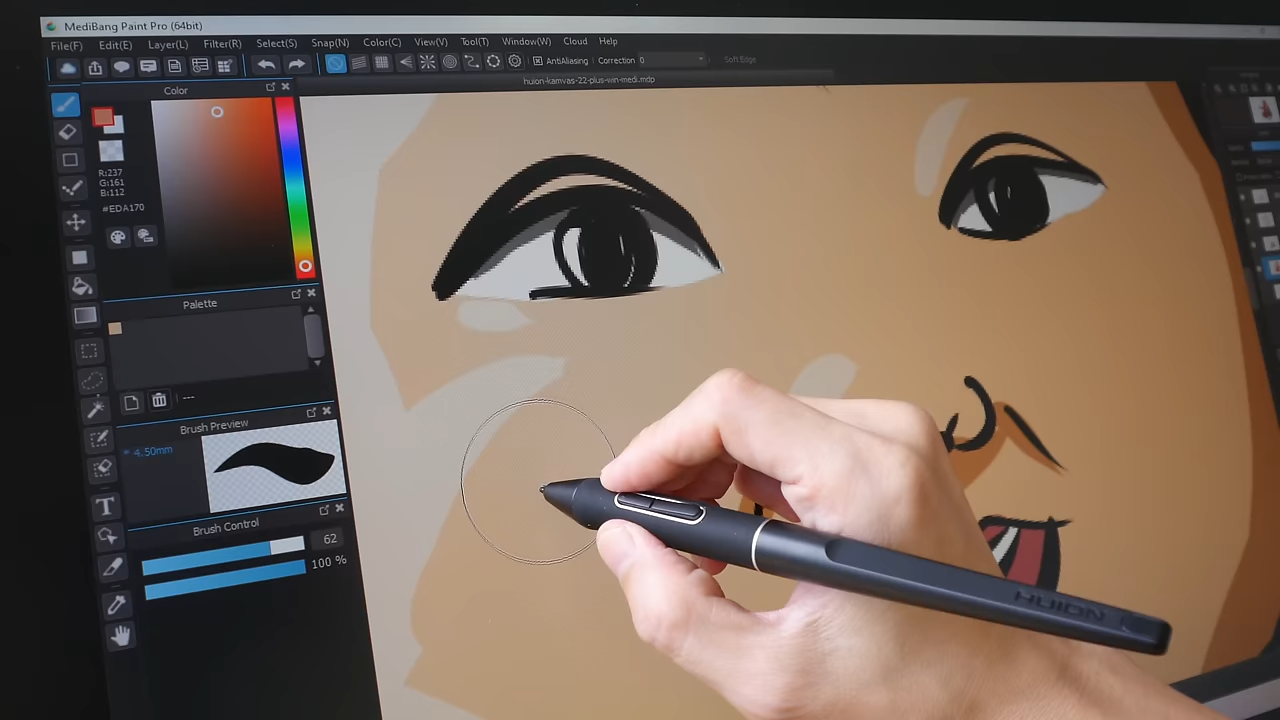 MediBang Paint Pro (64bit)
File(F) Edit(E) Layer(L) Filter(R) Select(S) Snap(N) Color(C) View(V) Tool(T) Window(W) Cloud Help
AntiAliasing Correction 0 Soft Edge
huion-kamvas-22-plus-win-medi.mdp
Color
R:237
G:161
B:112
#EDA170
Palette
---
Brush Preview
* 4.50mm
Brush Control
62
100 %
T
HUION